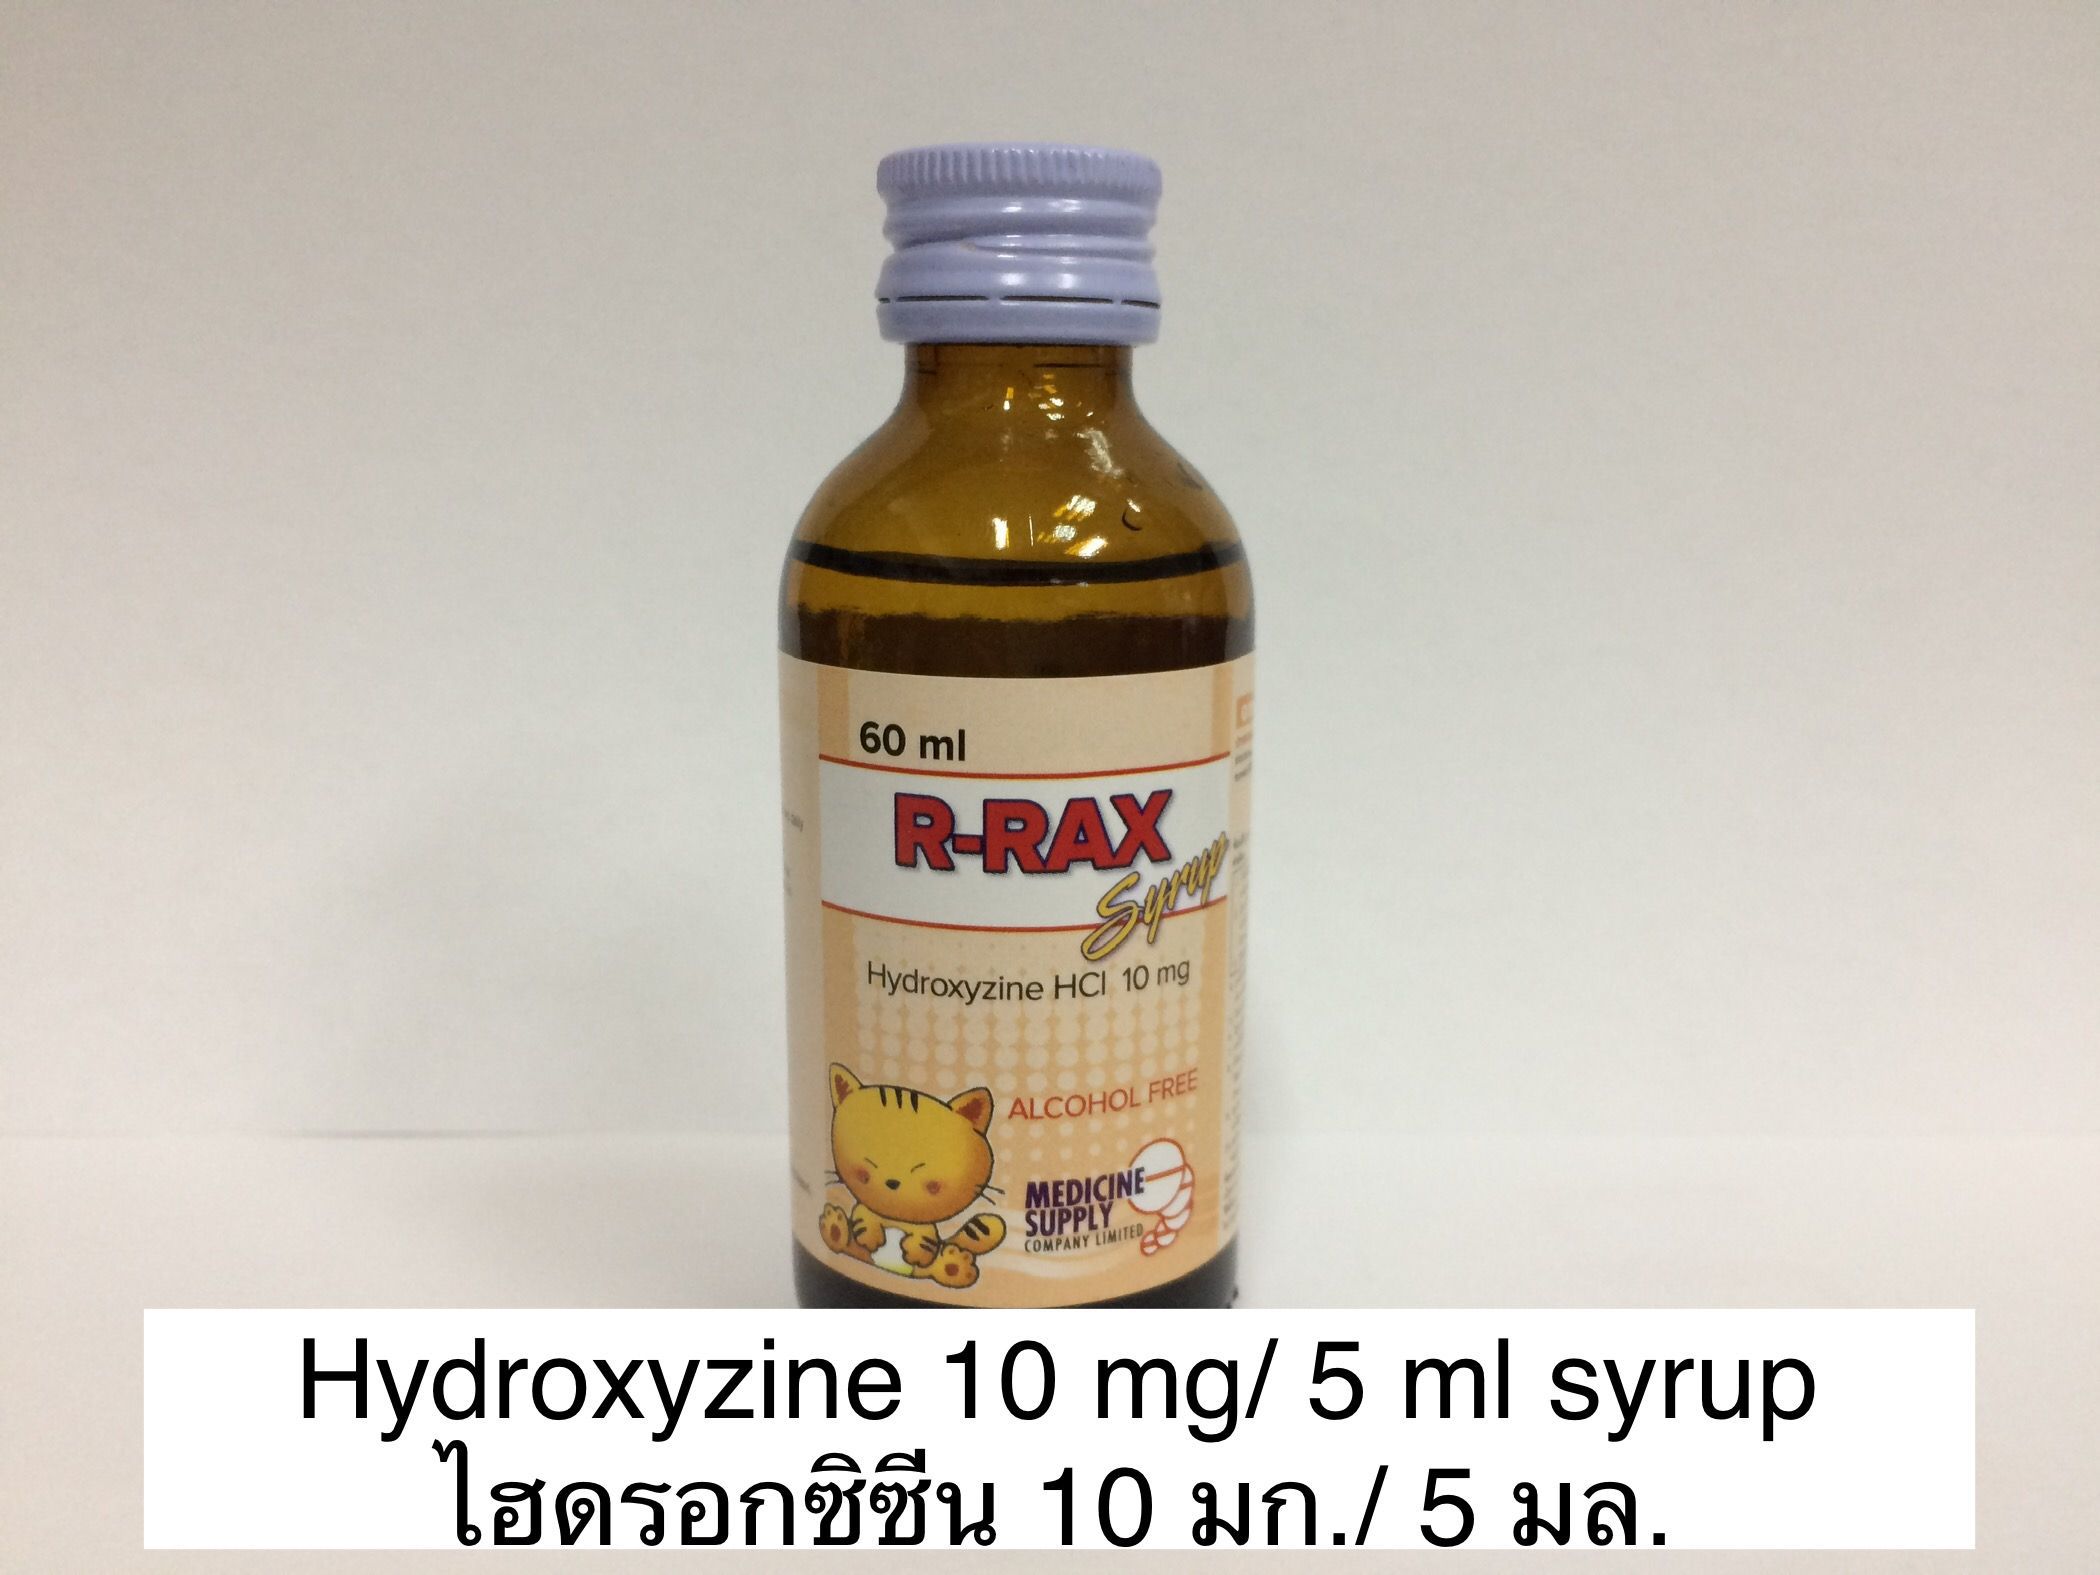 60 ml
R-RAX
Syrup
Hydroxyzine HCl 10 mg
ALCOHOL FREE
MEDICINE
SUPPLY
COMPANY LIMITED
Hydroxyzine 10 mg/ 5 ml syrup
ไฮดรอกซิซีน 10 มก./ 5 มล.